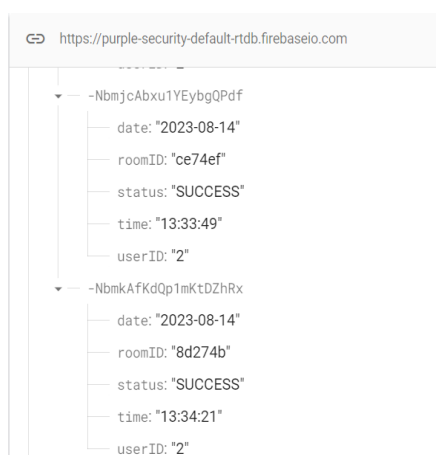 https://purple-security-default-rtdb.firebaseio.com
-NbmjcAbxu1YEybgQPdf
date: "2023-08-14"
roomID: "ce74ef"
status: "SUCCESS"
time: "13:33:49"
userID: "2"
-NbmkAfKdQp1mKtDZhRx
date: "2023-08-14"
roomID: "8d274b"
status: "SUCCESS"
time: "13:34:21"
userID: "2"